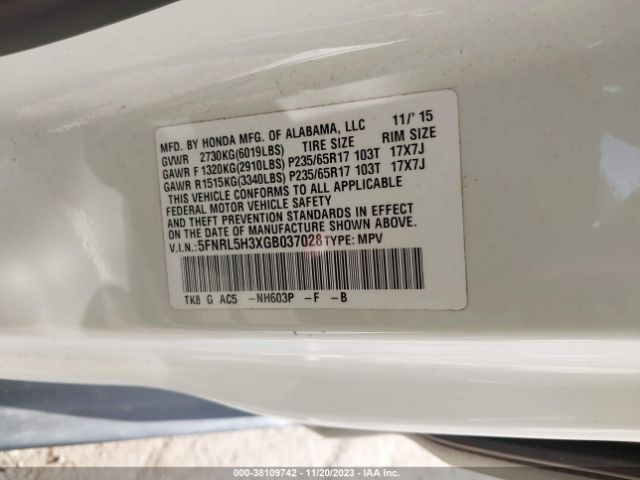 MFD. BY HONDA MFG. OF ALABAMA, LLC 11/'15
GVWR 2730KG(6019LBS) TIRE SIZE RIM SIZE
GAWR F 1320KG(2910LBS) P235/65R17 103T 17X7J
GAWR R 1515KG(3340LBS) P235/65R17 103T 17X7J
THIS VEHICLE CONFORMS TO ALL APPLICABLE
FEDERAL MOTOR VEHICLE SAFETY
AND THEFT PREVENTION STANDARDS IN EFFECT
ON THE DATE OF MANUFACTURE SHOWN ABOVE.
V.I.N.:5FNRL5H3XGB037028 TYPE: MPV
TK8 G AC5 -NH603P -F -B
000-38109742 - 11/20/2023 - IAA Inc.